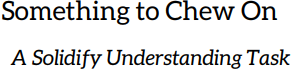 Something to Chew On
A Solidify Understanding Task